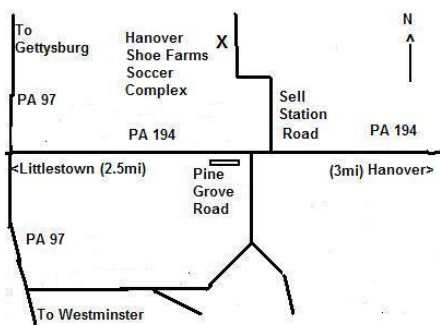 To
Gettysburg
Hanover
Shoe Farms
Soccer
Complex
X
N
PA 97
Sell
Station
Road
PA 194
PA 194
<Littlestown (2.5mi)
Pine
Grove
Road
(3mi) Hanover>
PA 97
To Westminster